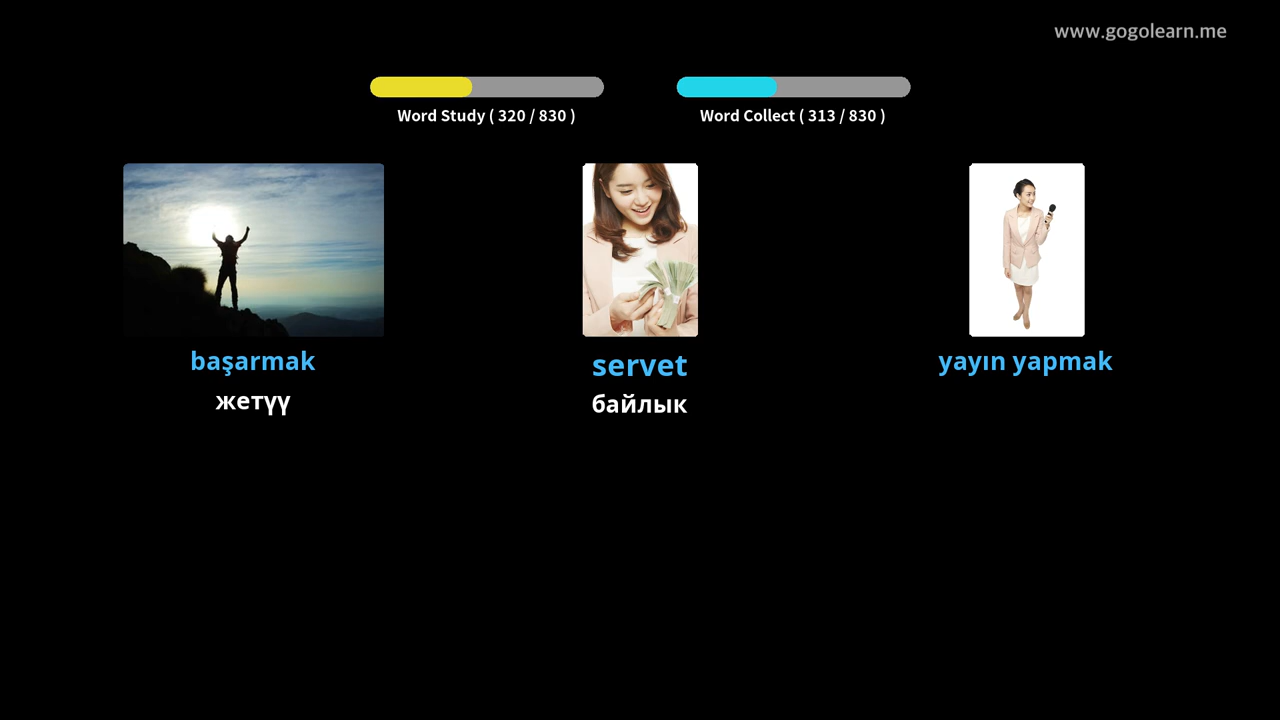 www.gogolearn.me
Word Study ( 320 / 830 )
Word Collect ( 313 / 830 )
başarmak
жетүү
servet
байлык
yayın yapmak